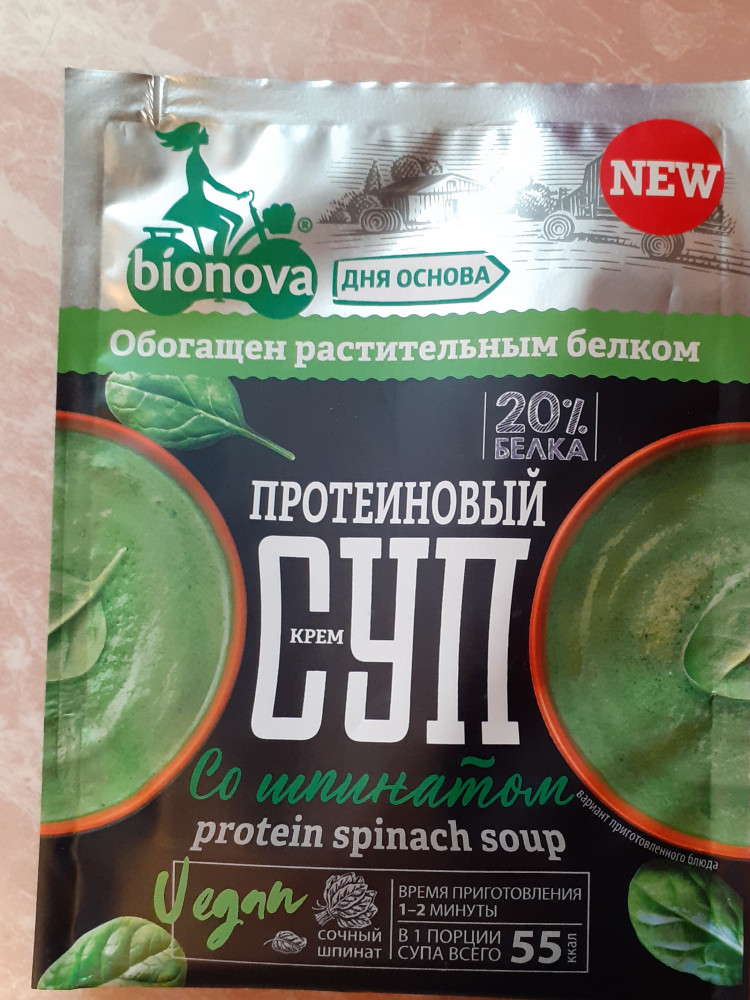 NEW
bionova®
ДНЯ ОСНОВА
Обогащен растительным белком
20%
БЕЛКА
ПРОТЕИНОВЫЙ
КРЕМ
СУП
Со шпинатом
protein spinach soup
вариант приготовленного блюда
Vegan
сочный
шпинат
ВРЕМЯ ПРИГОТОВЛЕНИЯ
1–2 МИНУТЫ
В 1 ПОРЦИИ
СУПА ВСЕГО 55 ккал